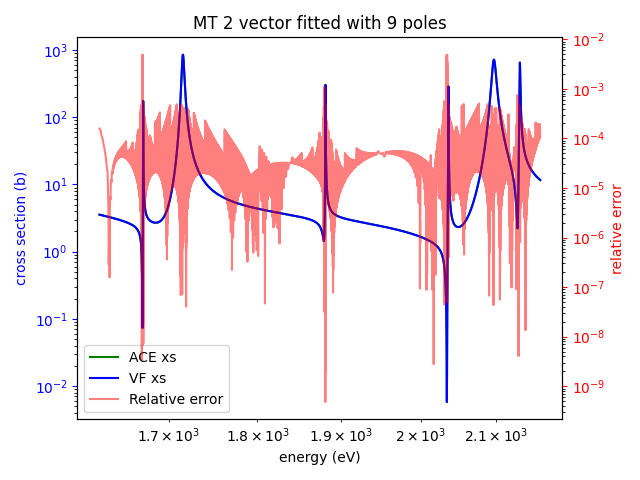 MT 2 vector fitted with 9 poles
10³
10²
10¹
10⁰
10⁻¹
10⁻²
cross section (b)
10⁻²
10⁻³
10⁻⁴
10⁻⁵
10⁻⁶
10⁻⁷
10⁻⁸
10⁻⁹
relative error
ACE xs
VF xs
Relative error
1.7 × 10³ 1.8 × 10³ 1.9 × 10³ 2 × 10³ 2.1 × 10³
energy (eV)